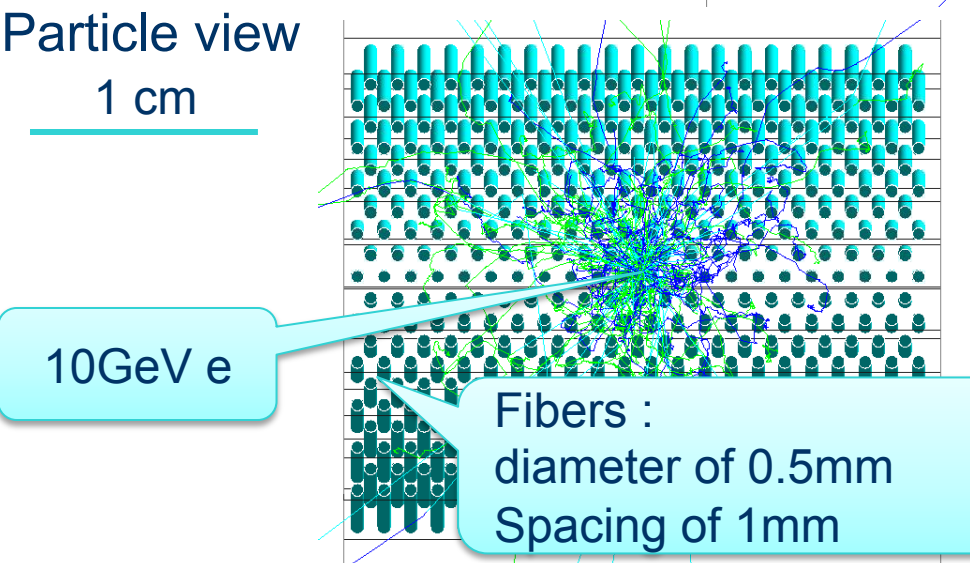 Particle view
1 cm
10GeV e
Fibers :
diameter of 0.5mm
Spacing of 1mm